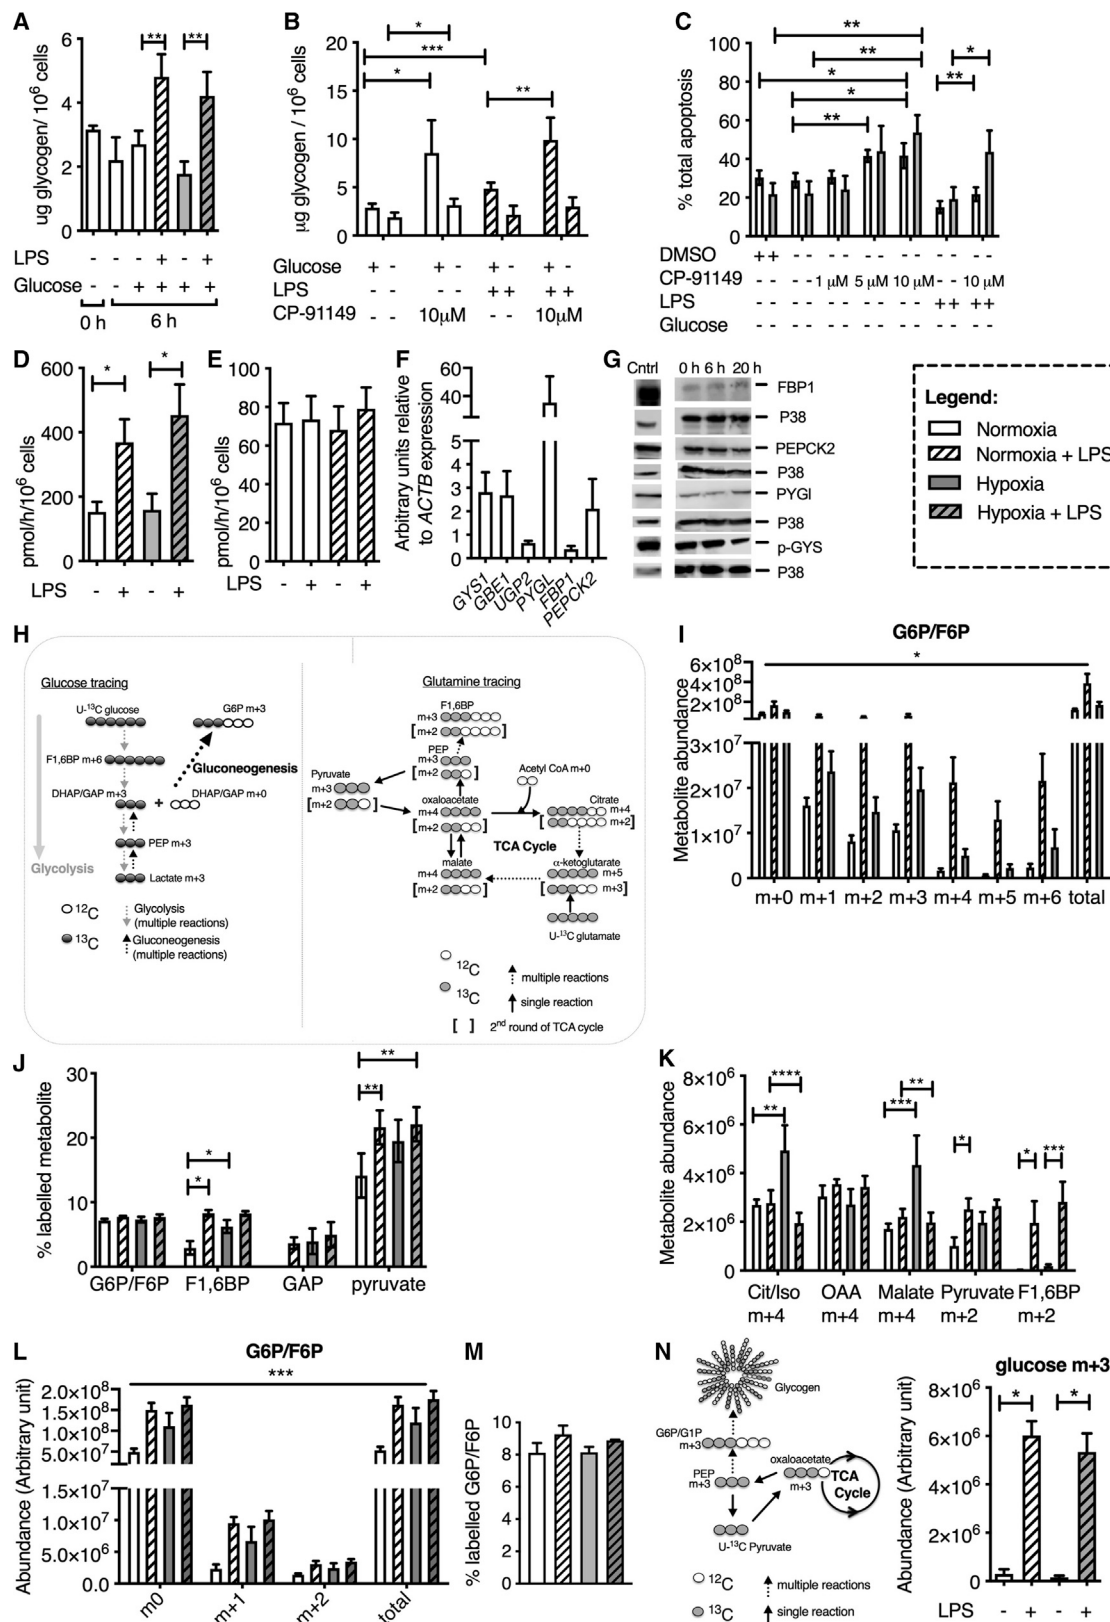 A
ug glycogen/ 10⁶ cells
6
4
2
0
** **
LPS - - - + - +
Glucose - - + + + +
0 h 6 h
B
µg glycogen / 10⁶ cells
20
15
10
5
0
*
***
*
**
Glucose + - + - + - + -
LPS - - - - + + + +
CP-91149 - - 10µM - - 10µM
C
% total apoptosis
100
80
60
40
20
0
**
**
*
*
**
*
**
DMSO + + - - - - - - - - - - - -
CP-91149 - - - - 1 µM 5 µM 10 µM - - 10 µM
LPS - - - - - - - - - - + + + +
Glucose - - - - - - - - - - - - - -
D
pmol/h/10⁶ cells
600
400
200
0
* *
LPS - + - +
E
pmol/h/10⁶ cells
100
80
60
40
20
0
LPS - + - +
F
Arbitrary units relative
to ACTB expression
60
40
5
4
3
2
1
0
GYS1
GBE1
UGP2
PYGL
FBP1
PEPCK2
G
Cntrl 0 h 6 h 20 h
FBP1
P38
PEPCK2
P38
PYGl
P38
p-GYS
P38
Legend:
Normoxia
Normoxia + LPS
Hypoxia
Hypoxia + LPS
H
Glucose tracing
U-¹³C glucose
G6P m+3
F1,6BP m+6
Gluconeogenesis
DHAP/GAP m+3
+
DHAP/GAP m+0
PEP m+3
Glycolysis
Lactate m+3
¹²C
¹³C
Glycolysis
(multiple reactions)
Gluconeogenesis
(multiple reactions)
Glutamine tracing
F1,6BP
m+3
[ m+2 ]
PEP
m+3
[ m+2 ]
Pyruvate
m+3
[ m+2 ]
Acetyl CoA m+0
oxaloacetate
m+4
[ m+2 ]
Citrate
m+4
[ m+2 ]
TCA Cycle
malate
m+4
[ m+2 ]
α-ketoglutarate
m+5
[ m+3 ]
U-¹³C glutamate
¹²C
¹³C
multiple reactions
single reaction
[ ] 2ⁿᵈ round of TCA cycle
I
G6P/F6P
*
Metabolite abundance
6×10⁸
4×10⁸
2×10⁸
3×10⁷
2×10⁷
1×10⁷
0
m+0 m+1 m+2 m+3 m+4 m+5 m+6 total
J
% labelled metabolite
30
20
10
0
*
*
**
**
G6P/F6P F1,6BP GAP pyruvate
K
Metabolite abundance
8×10⁶
6×10⁶
4×10⁶
2×10⁶
0
****
**
**
***
*
*
***
Cit/Iso OAA Malate Pyruvate F1,6BP
m+4 m+4 m+4 m+2 m+2
L
G6P/F6P
***
Abundance (Arbitrary unit)
2.0×10⁸
1.5×10⁸
1.0×10⁸
5.0×10⁷
1.5×10⁷
1.0×10⁷
5.0×10⁶
0.0
m0 m+1 m+2 total
M
% labelled G6P/F6P
10
8
6
4
2
0
N
Glycogen
G6P/G1P
m+3
PEP
m+3
oxaloacetate
m+3
TCA
Cycle
U-¹³C Pyruvate
¹²C
¹³C
multiple reactions
single reaction
glucose m+3
Abundance (Arbitrary unit)
8×10⁶
6×10⁶
4×10⁶
2×10⁶
0
* *
LPS - + - +